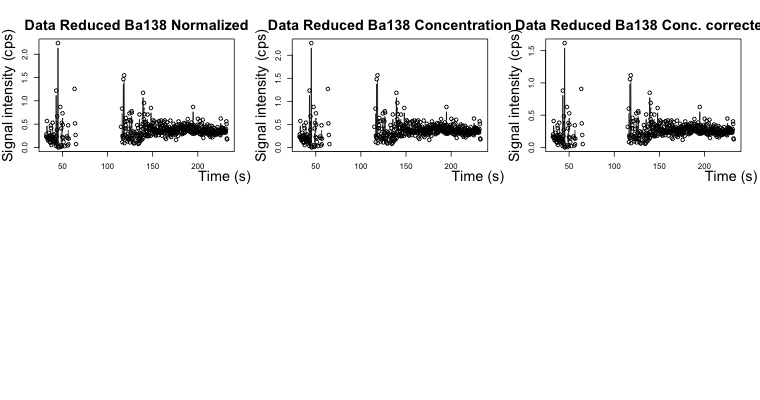 Data Reduced Ba138 Normalized
Signal intensity (cps)
0.0 0.5 1.0 1.5 2.0
50 100 150 200
Time (s)
Data Reduced Ba138 Concentration
Signal intensity (cps)
0.0 0.5 1.0 1.5 2.0
50 100 150 200
Time (s)
Data Reduced Ba138 Conc. correcte
Signal intensity (cps)
0.0 0.5 1.0 1.5
50 100 150 200
Time (s)